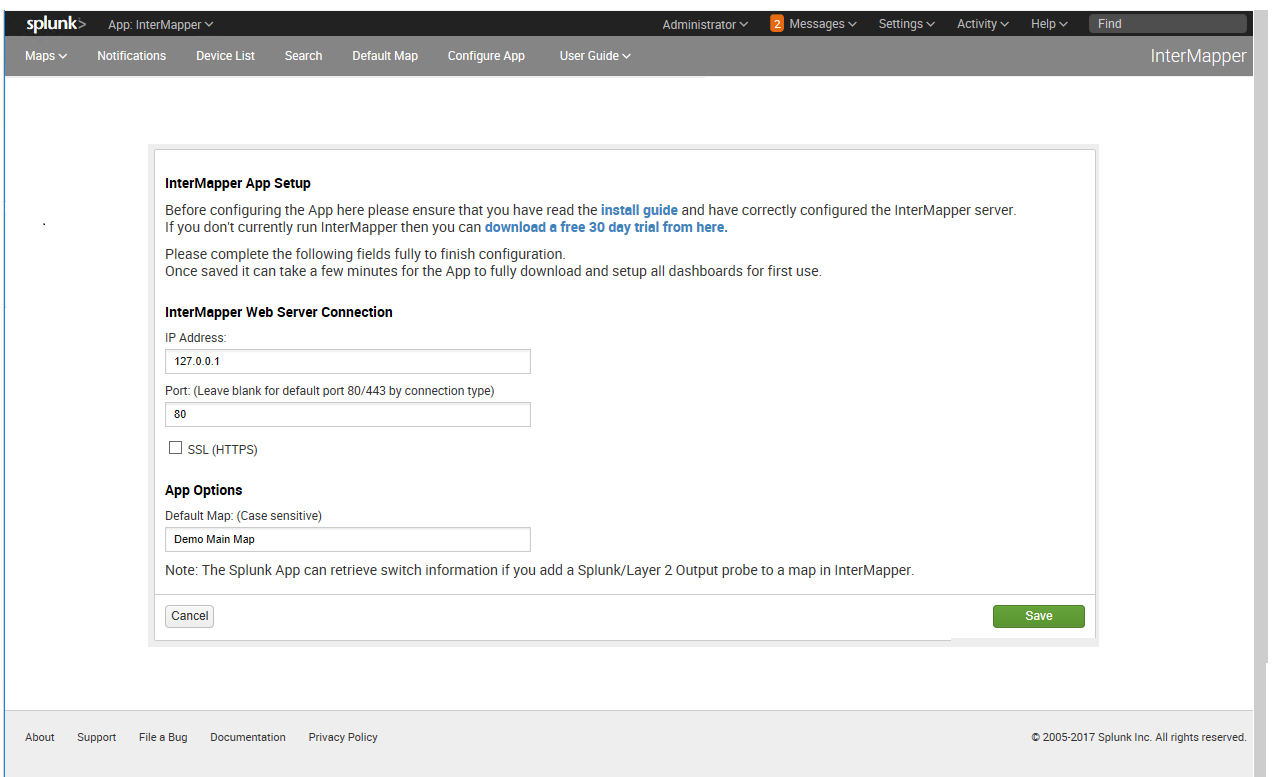 splunk> App: InterMapper Administrator 2 Messages Settings Activity Help Find
Maps Notifications Device List Search Default Map Configure App User Guide InterMapper
InterMapper App Setup
Before configuring the App here please ensure that you have read the install guide and have correctly configured the InterMapper server.
If you don't currently run InterMapper then you can download a free 30 day trial from here.
Please complete the following fields fully to finish configuration.
Once saved it can take a few minutes for the App to fully download and setup all dashboards for first use.
InterMapper Web Server Connection
IP Address:
127.0.0.1
Port: (Leave blank for default port 80/443 by connection type)
80
SSL (HTTPS)
App Options
Default Map: (Case sensitive)
Demo Main Map
Note: The Splunk App can retrieve switch information if you add a Splunk/Layer 2 Output probe to a map in InterMapper.
Cancel Save
About Support File a Bug Documentation Privacy Policy © 2005-2017 Splunk Inc. All rights reserved.